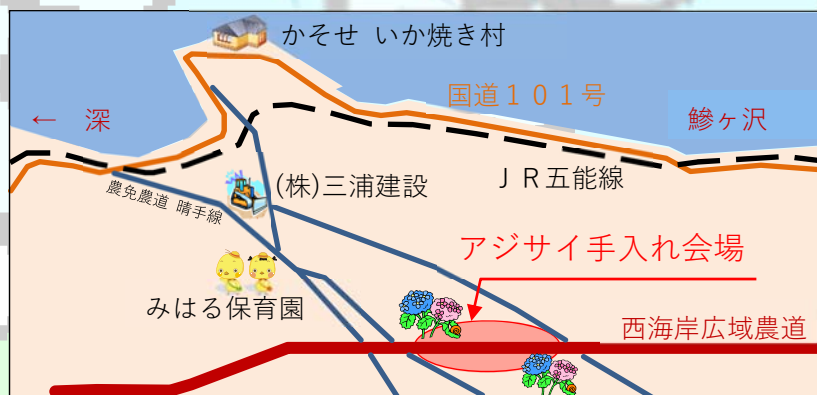 かそせ いか焼き村
国道１０１号
← 深
鰺ヶ沢
(株)三浦建設
ＪＲ五能線
農免農道 晴手線
アジサイ手入れ会場
みはる保育園
西海岸広域農道